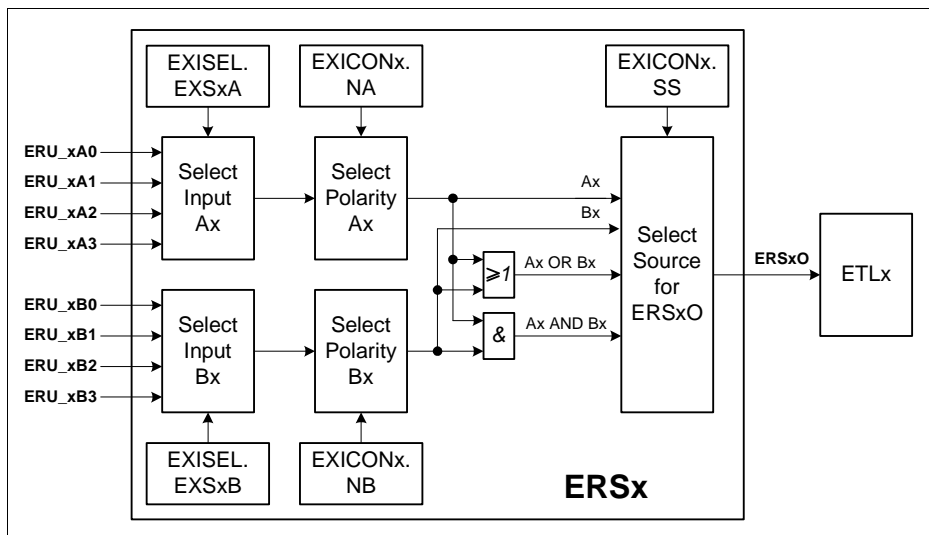 EXISEL.
EXSxA
EXICONx.
NA
EXICONx.
SS
ERU_xA0
ERU_xA1
ERU_xA2
ERU_xA3
Select
Input
Ax
Select
Polarity
Ax
Ax
Bx
Select
Source
for
ERSxO
ERSxO
ETLx
≥1
Ax OR Bx
&
Ax AND Bx
ERU_xB0
ERU_xB1
ERU_xB2
ERU_xB3
Select
Input
Bx
Select
Polarity
Bx
EXISEL.
EXSxB
EXICONx.
NB
ERSx